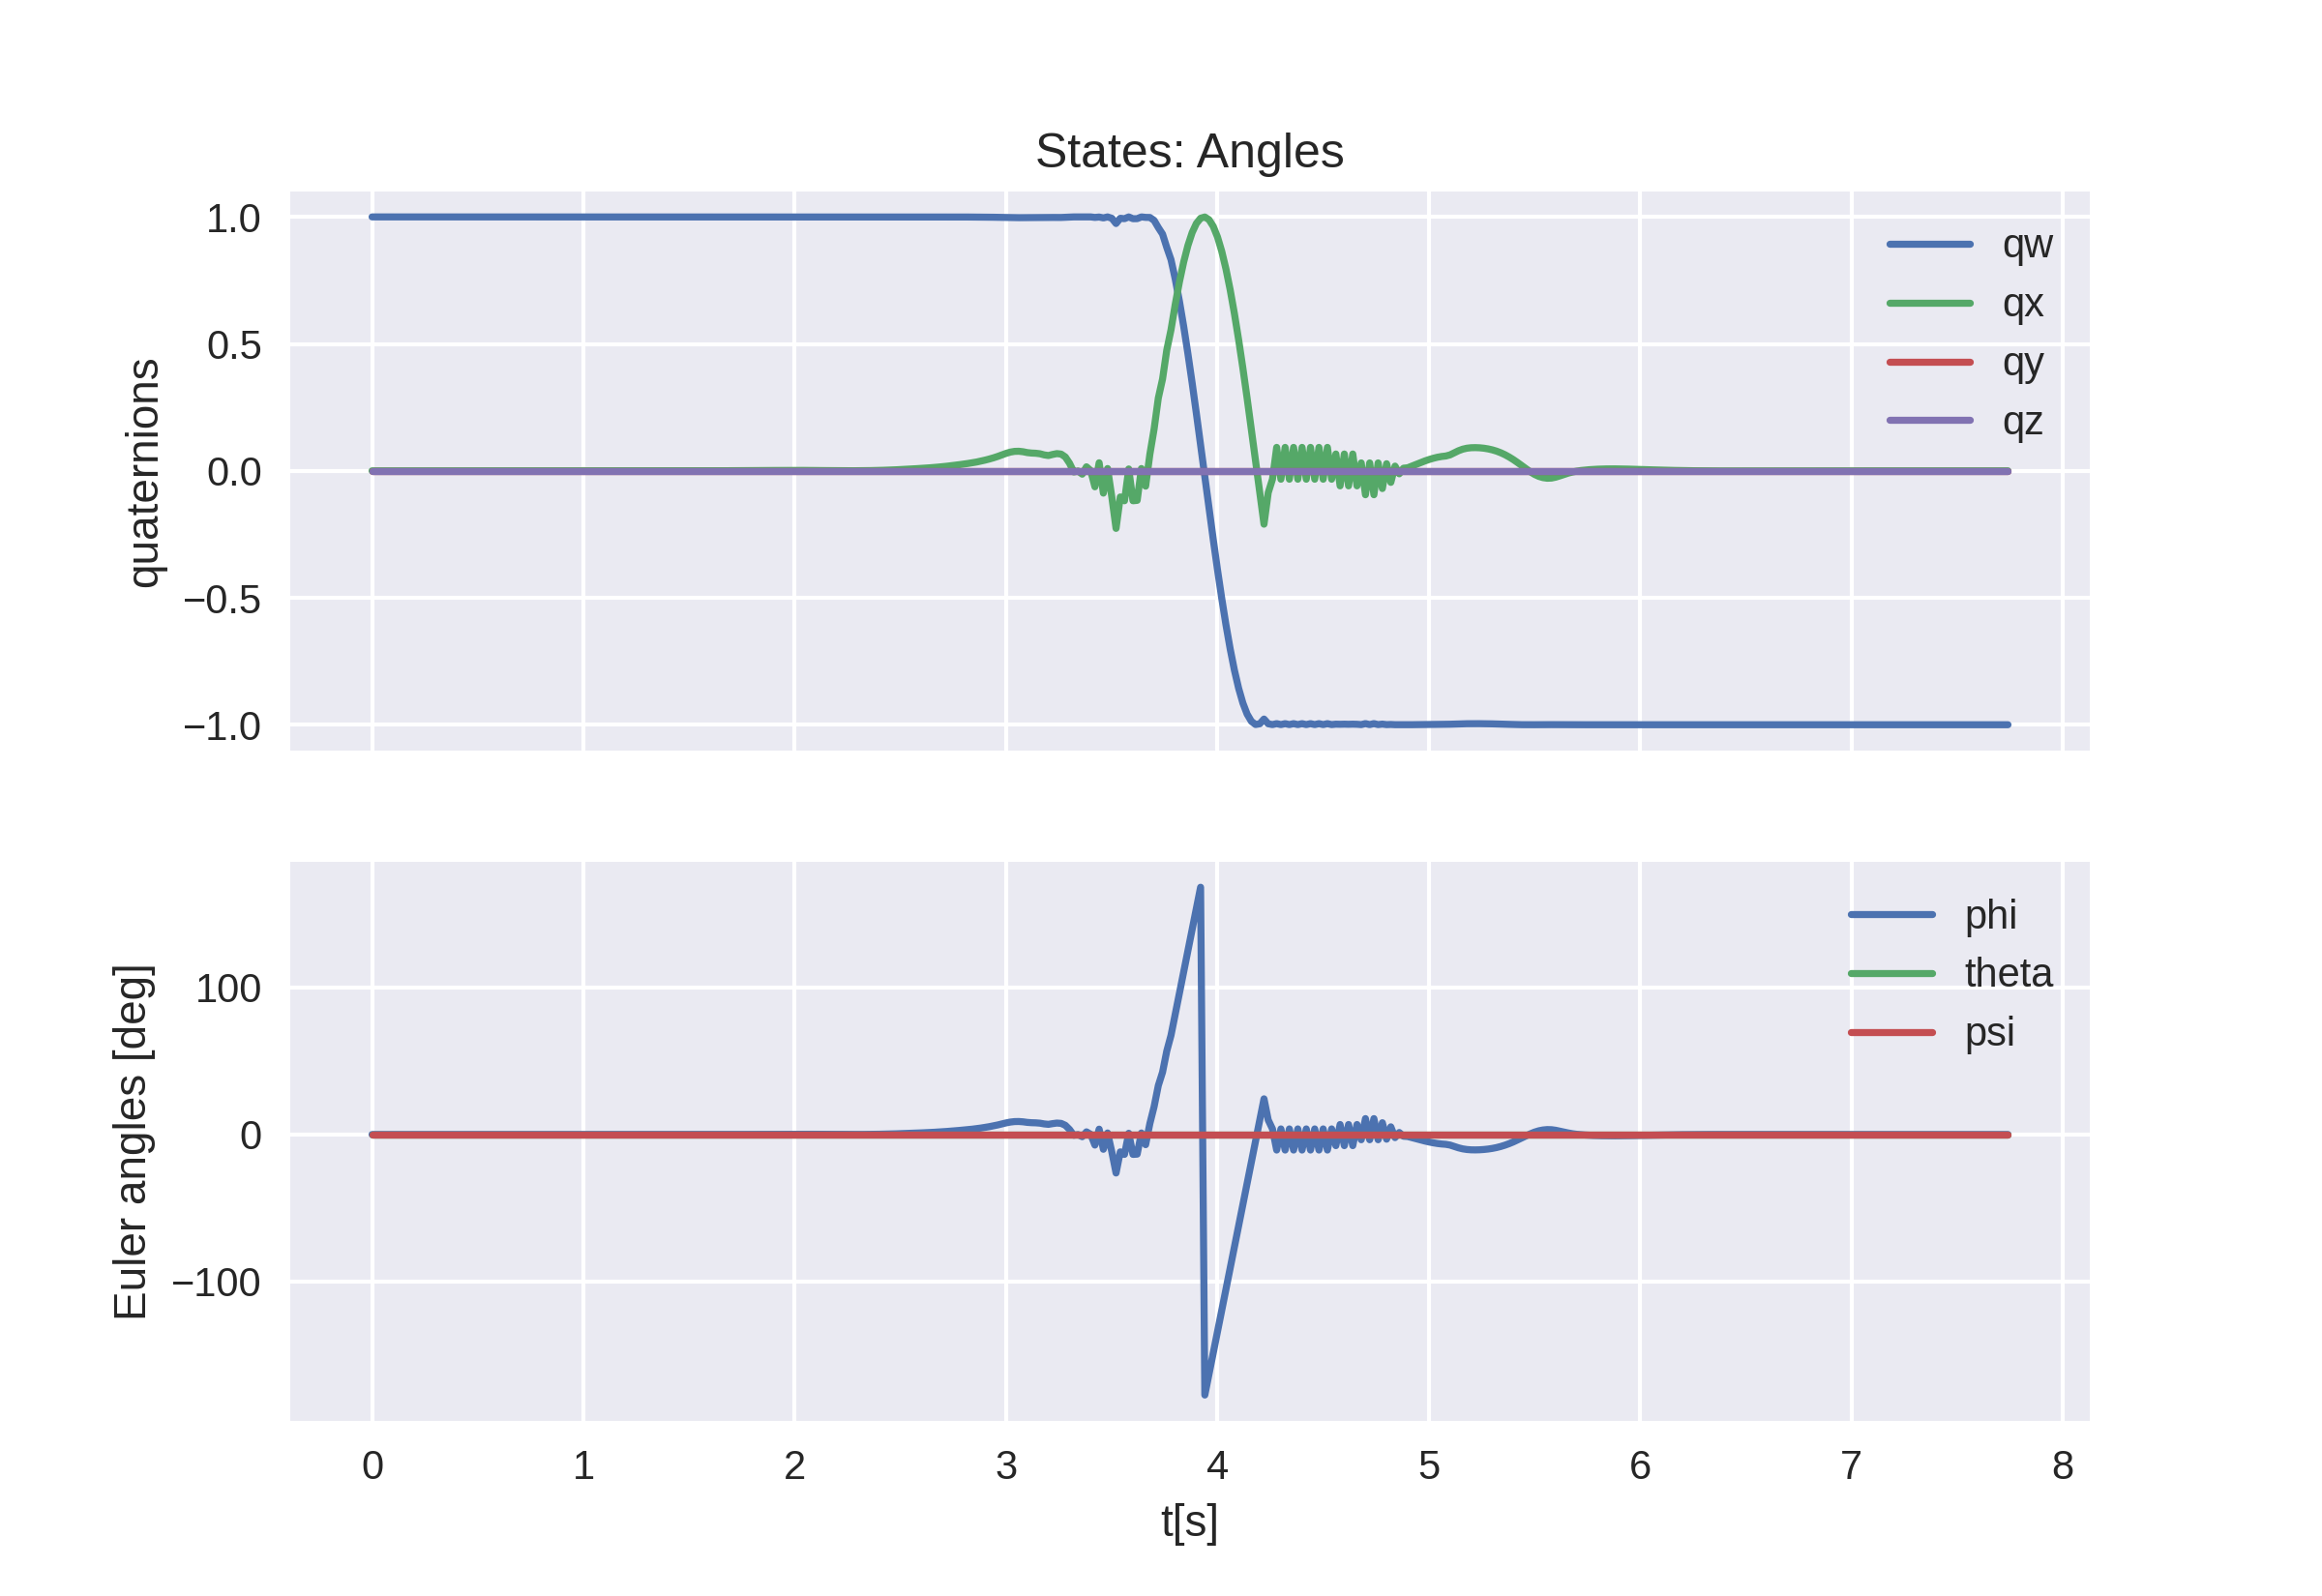 States: Angles
1.0
0.5
0.0
−0.5
−1.0
quaternions
qw
qx
qy
qz
100
0
−100
Euler angles [deg]
phi
theta
psi
0 1 2 3 4 5 6 7 8
t[s]